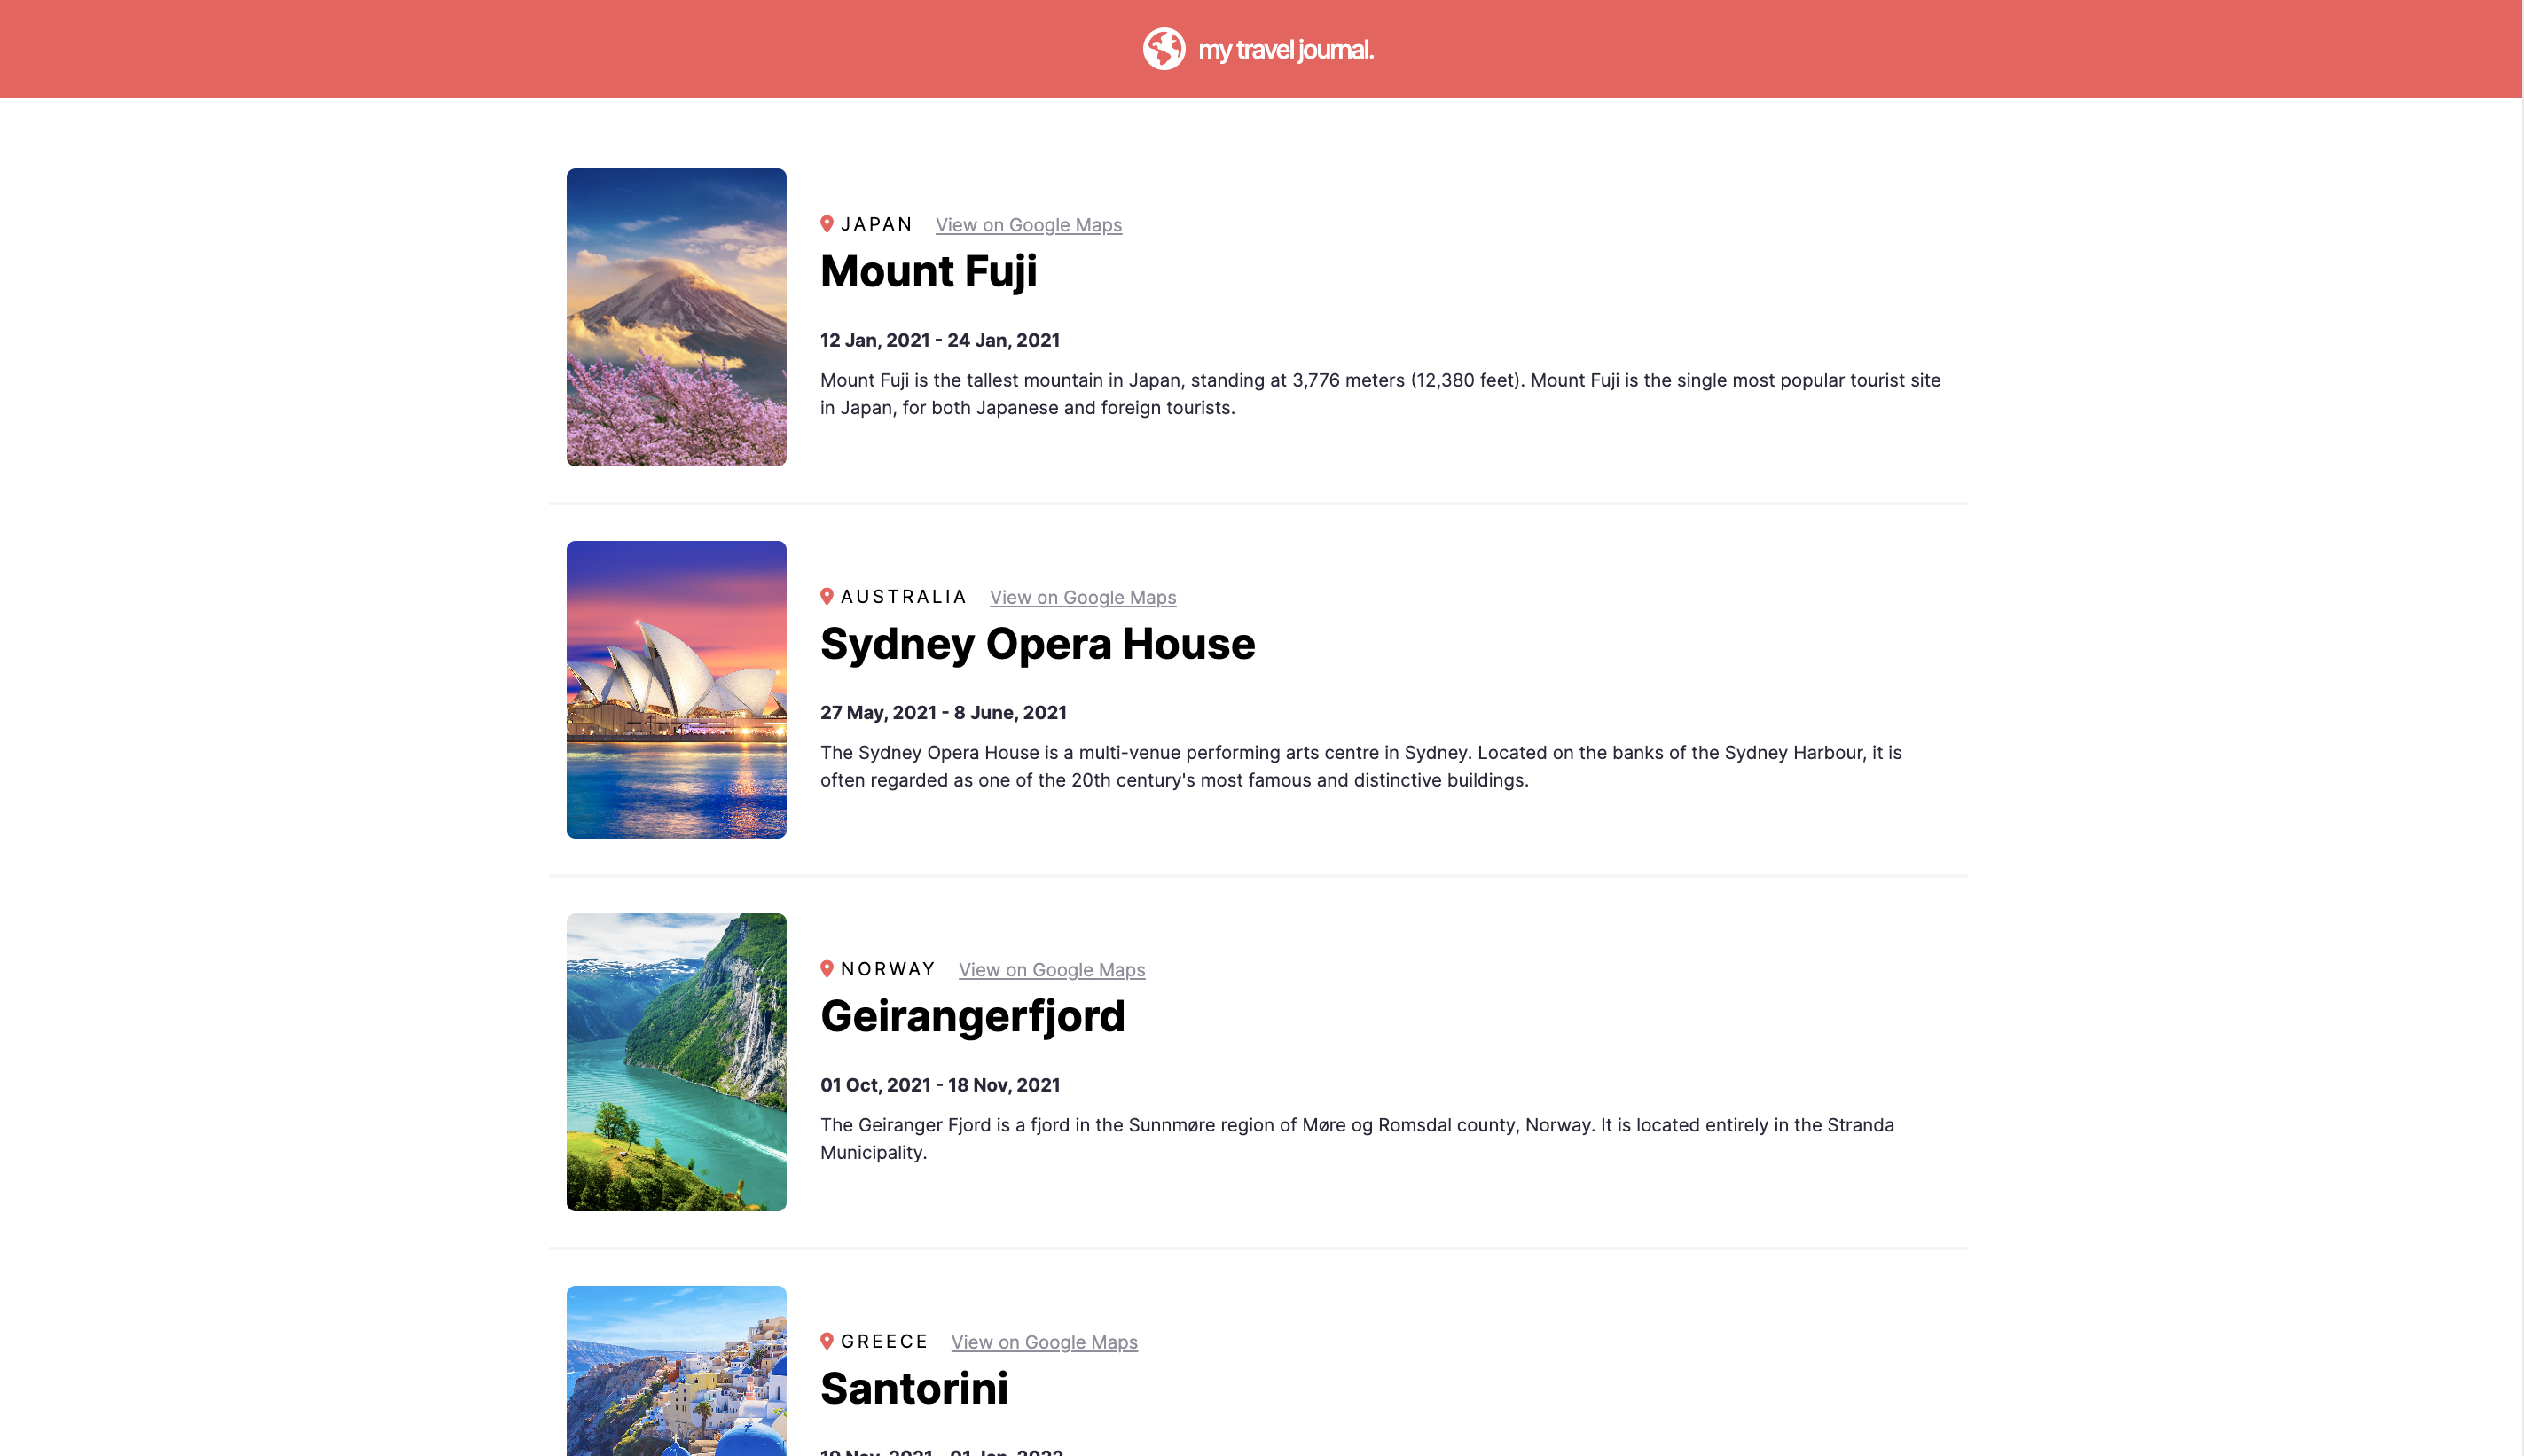 my travel journal.
JAPAN View on Google Maps
Mount Fuji
12 Jan, 2021 - 24 Jan, 2021
Mount Fuji is the tallest mountain in Japan, standing at 3,776 meters (12,380 feet). Mount Fuji is the single most popular tourist site
in Japan, for both Japanese and foreign tourists.
AUSTRALIA View on Google Maps
Sydney Opera House
27 May, 2021 - 8 June, 2021
The Sydney Opera House is a multi-venue performing arts centre in Sydney. Located on the banks of the Sydney Harbour, it is
often regarded as one of the 20th century's most famous and distinctive buildings.
NORWAY View on Google Maps
Geirangerfjord
01 Oct, 2021 - 18 Nov, 2021
The Geiranger Fjord is a fjord in the Sunnmøre region of Møre og Romsdal county, Norway. It is located entirely in the Stranda
Municipality.
GREECE View on Google Maps
Santorini
19 Nov, 2021 - 01 Jan, 2022